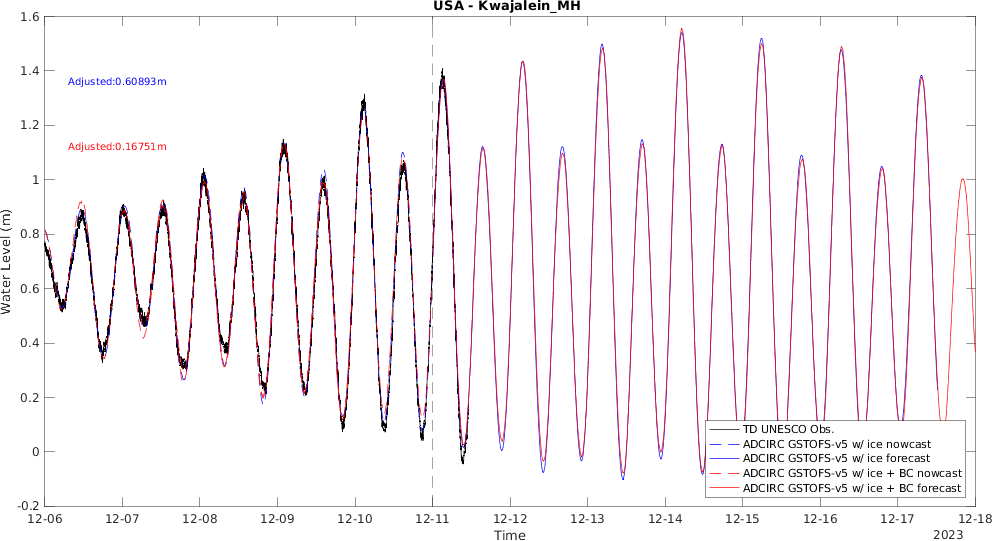 USA - Kwajalein_MH
1.6
1.4
1.2
1
0.8
0.6
0.4
0.2
0
-0.2
Water Level (m)
Adjusted:0.60893m
Adjusted:0.16751m
TD UNESCO Obs.
ADCIRC GSTOFS-v5 w/ ice nowcast
ADCIRC GSTOFS-v5 w/ ice forecast
ADCIRC GSTOFS-v5 w/ ice + BC nowcast
ADCIRC GSTOFS-v5 w/ ice + BC forecast
12-06 12-07 12-08 12-09 12-10 12-11 12-12 12-13 12-14 12-15 12-16 12-17 12-18
Time
2023